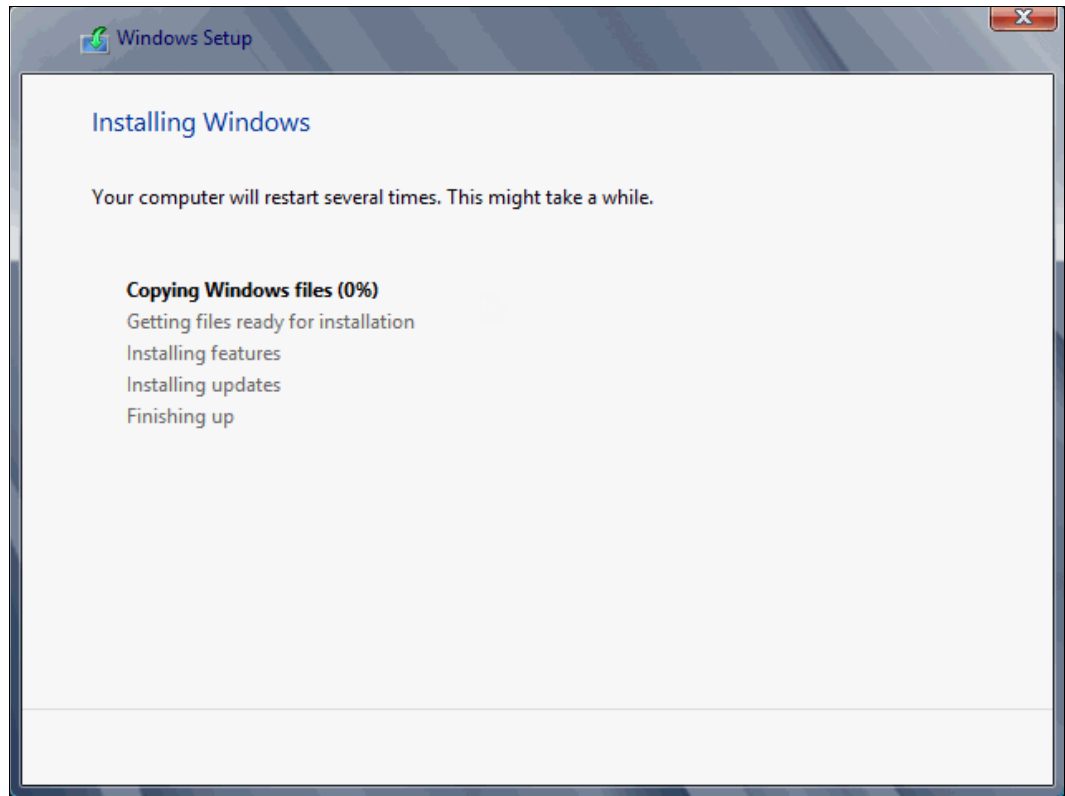 Windows Setup
Installing Windows
Your computer will restart several times. This might take a while.
Copying Windows files (0%)
Getting files ready for installation
Installing features
Installing updates
Finishing up